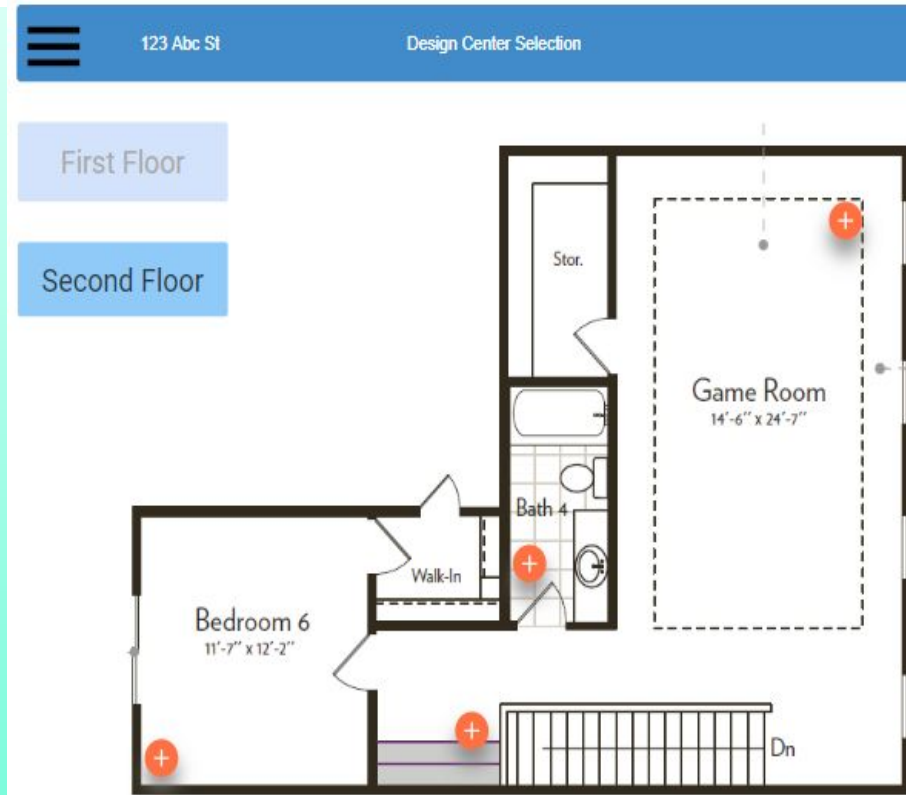 123 Abc St
Design Center Selection
First Floor
Second Floor
Stor.
Game Room
14'-6" x 24'-7"
Bath 4
Walk-In
Bedroom 6
11'-7" x 12'-2"
Dn